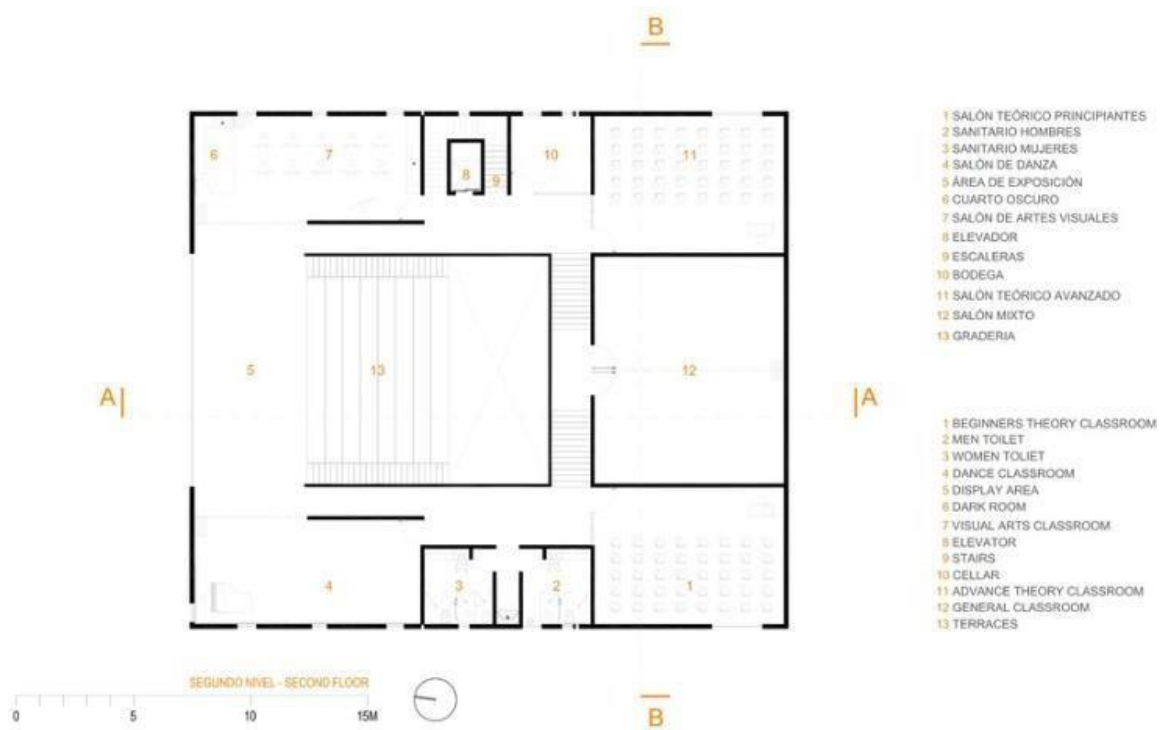 B
6
7
8
9
10
11
5
13
12
A
A
4
3
2
1
SEGUNDO NIVEL - SECOND FLOOR
0
5
10
15M
B
1 SALÓN TEÓRICO PRINCIPIANTES
2 SANITARIO HOMBRES
3 SANITARIO MUJERES
4 SALÓN DE DANZA
5 ÁREA DE EXPOSICIÓN
6 CUARTO OSCURO
7 SALÓN DE ARTES VISUALES
8 ELEVADOR
9 ESCALERAS
10 BODEGA
11 SALÓN TEÓRICO AVANZADO
12 SALÓN MIXTO
13 GRADERIA
1 BEGINNERS THEORY CLASSROOM
2 MEN TOILET
3 WOMEN TOLIET
4 DANCE CLASSROOM
5 DISPLAY AREA
6 DARK ROOM
7 VISUAL ARTS CLASSROOM
8 ELEVATOR
9 STAIRS
10 CELLAR
11 ADVANCE THEORY CLASSROOM
12 GENERAL CLASSROOM
13 TERRACES